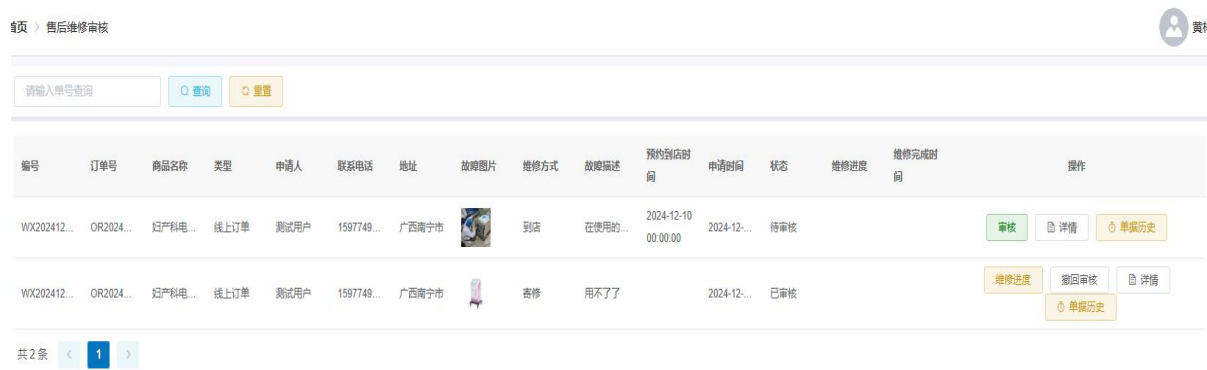 首页 > 售后维修审核
黄
请输入单号查询 查询 重置
编号 订单号 商品名称 类型 申请人 联系电话 地址 故障图片 维修方式 故障描述 预约到店时间 申请时间 状态 维修进度 维修完成时间 操作
WX202412... OR2024... 妇产科电... 线上订单 测试用户 1597749... 广西南宁市 到店 在使用的... 2024-12-10 00:00:00 2024-12-... 待审核 审核 详情 单据历史
WX202412... OR2024... 妇产科电... 线上订单 测试用户 1597749... 广西南宁市 寄修 用不了了 2024-12-... 已审核 维修进度 撤回审核 详情
单据历史
共2条 < 1 >